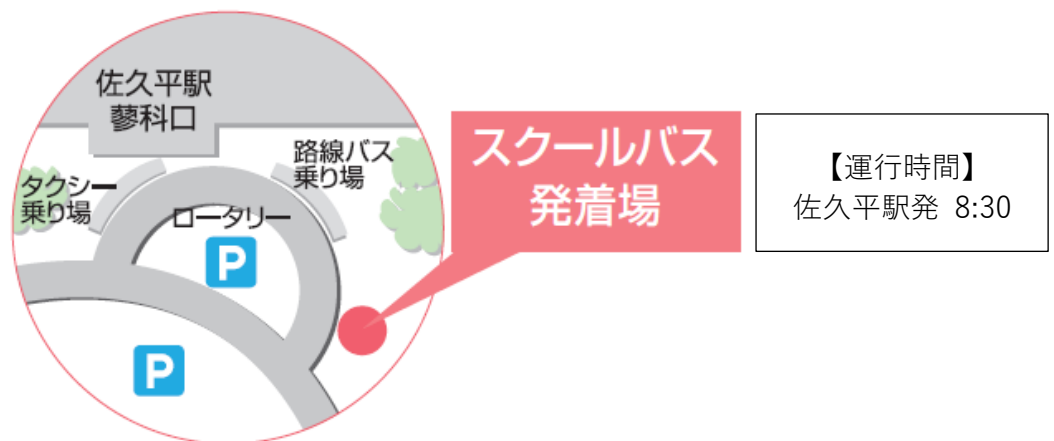 佐久平駅
蓼科口
路線バス
乗り場
タクシー
乗り場
ロータリー
P
P
スクールバス
発着場
【運行時間】
佐久平駅発 8:30